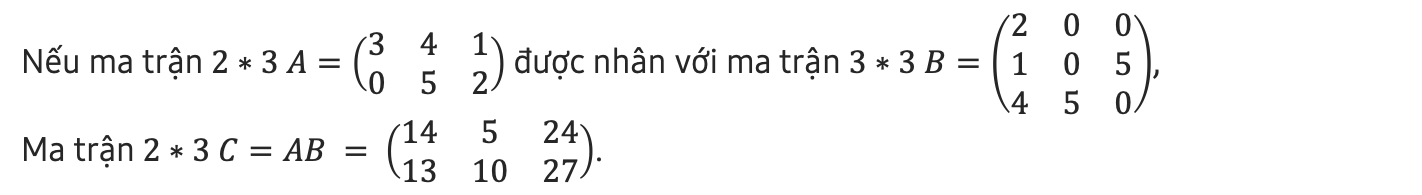 Nếu ma trận 2 ∗ 3 A = (3 4 1 0 5 2) được nhân với ma trận 3 ∗ 3 B = (2 0 0 1 0 5 4 5 0),
Ma trận 2 ∗ 3 C = AB = (14 5 24 13 10 27).